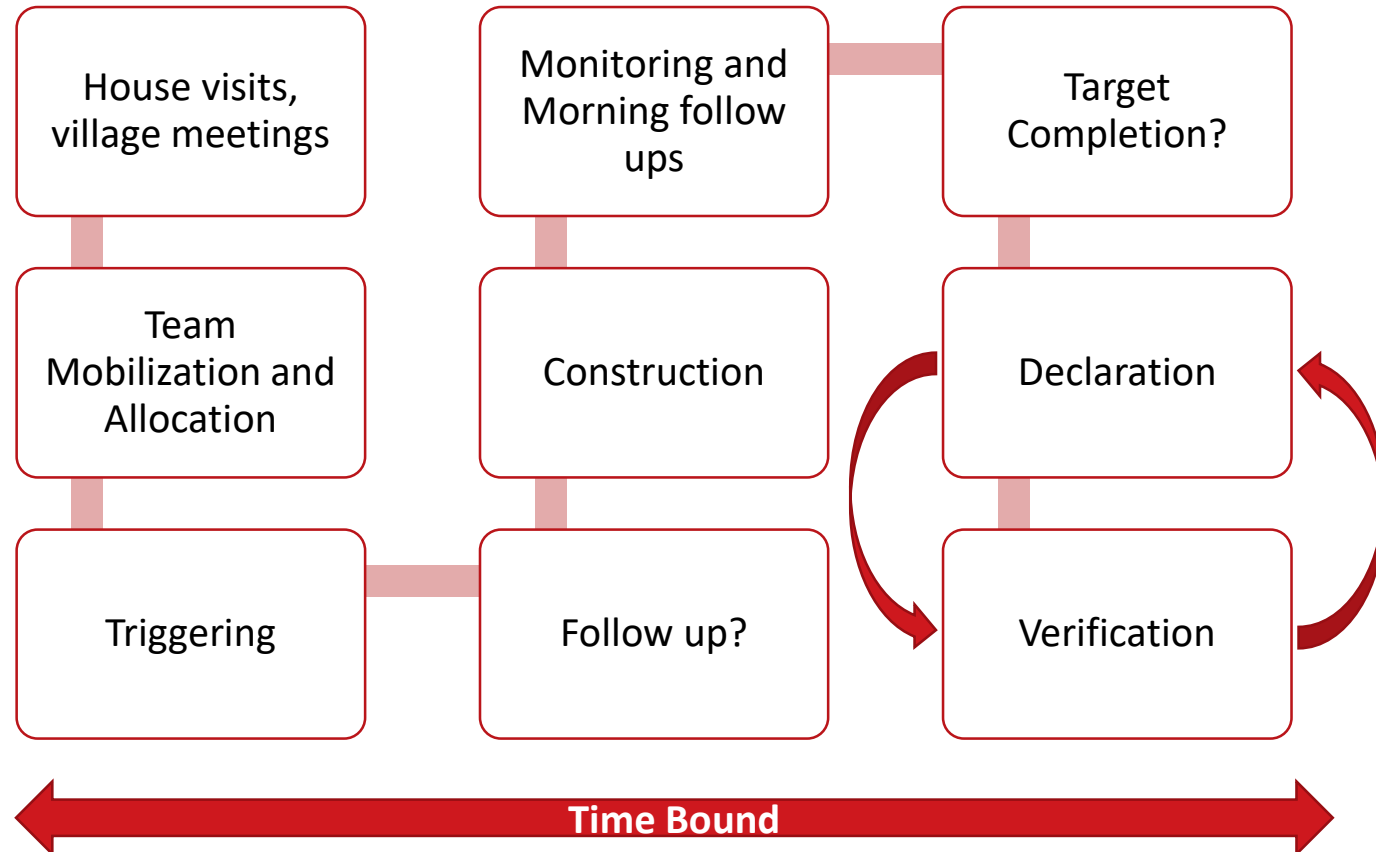 House visits,
village meetings
Team
Mobilization and
Allocation
Triggering
Follow up?
Construction
Monitoring and
Morning follow
ups
Target
Completion?
Declaration
Verification
Time Bound